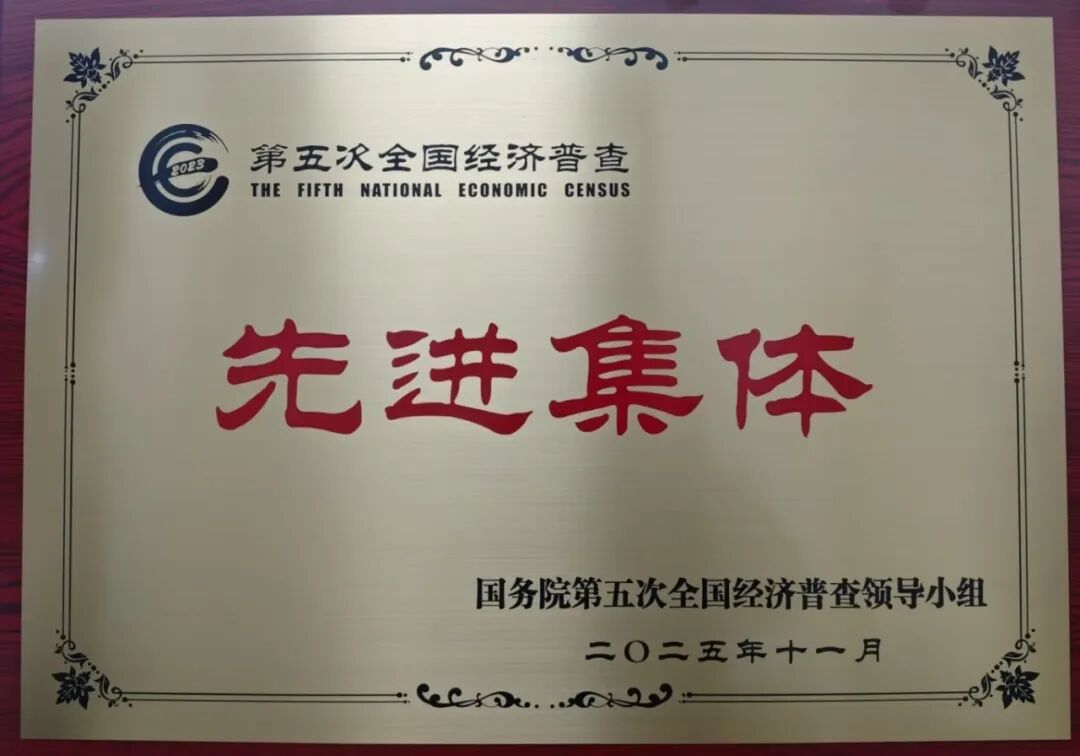 2023
第五次全国经济普查
THE FIFTH NATIONAL ECONOMIC CENSUS
先进集体
国务院第五次全国经济普查领导小组
二〇二五年十一月